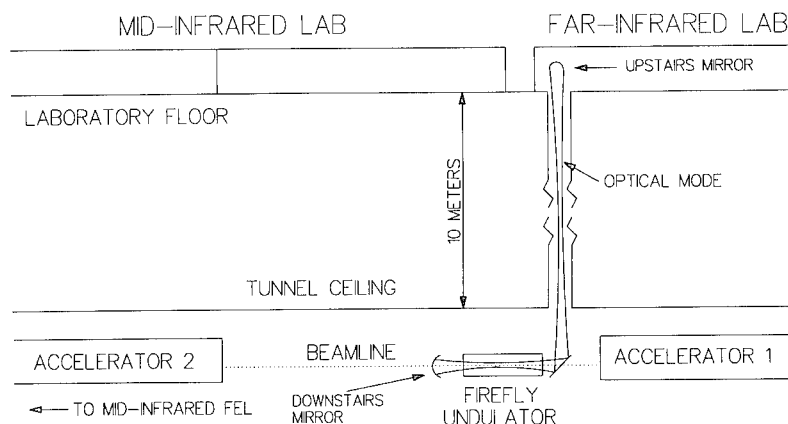 MID-INFRARED LAB
FAR-INFRARED LAB
UPSTAIRS MIRROR
LABORATORY FLOOR
10 METERS
OPTICAL MODE
TUNNEL CEILING
ACCELERATOR 2
BEAMLINE
ACCELERATOR 1
TO MID-INFRARED FEL
DOWNSTAIRS
MIRROR
FIREFLY
UNDULATOR